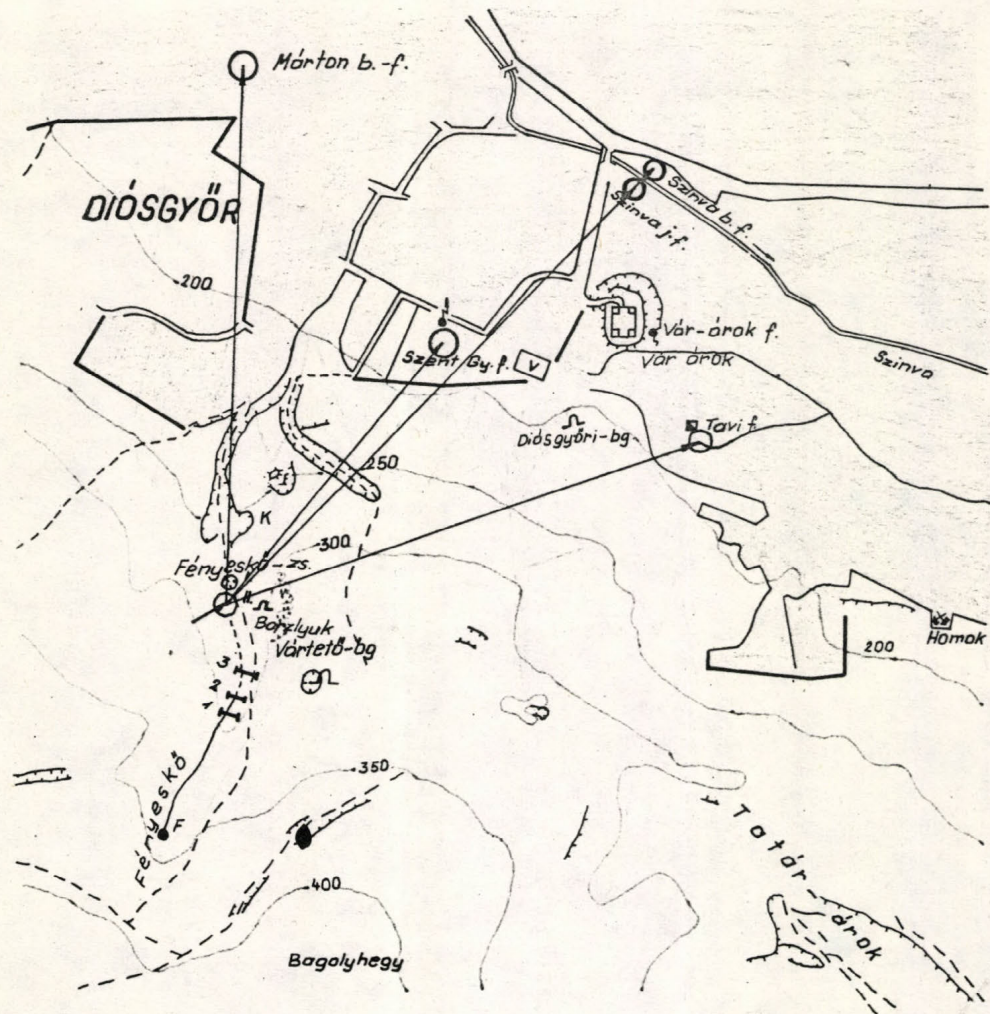 Márton b.-f.
DIÓSGYŐR
Szinva b.f.
Szinva j.f.
200
Szent Gy.f.
V
Vár-árok f.
Vár árok
Szinva
Tavi f.
Diósgyőri-bg
250
K
300
Fényeskő-zs.
Borzlyuk
Vártető-bg
Homok
200
3
2
1
350
Fényeskő
F
Tatár
árok
400
Bagolyhegy